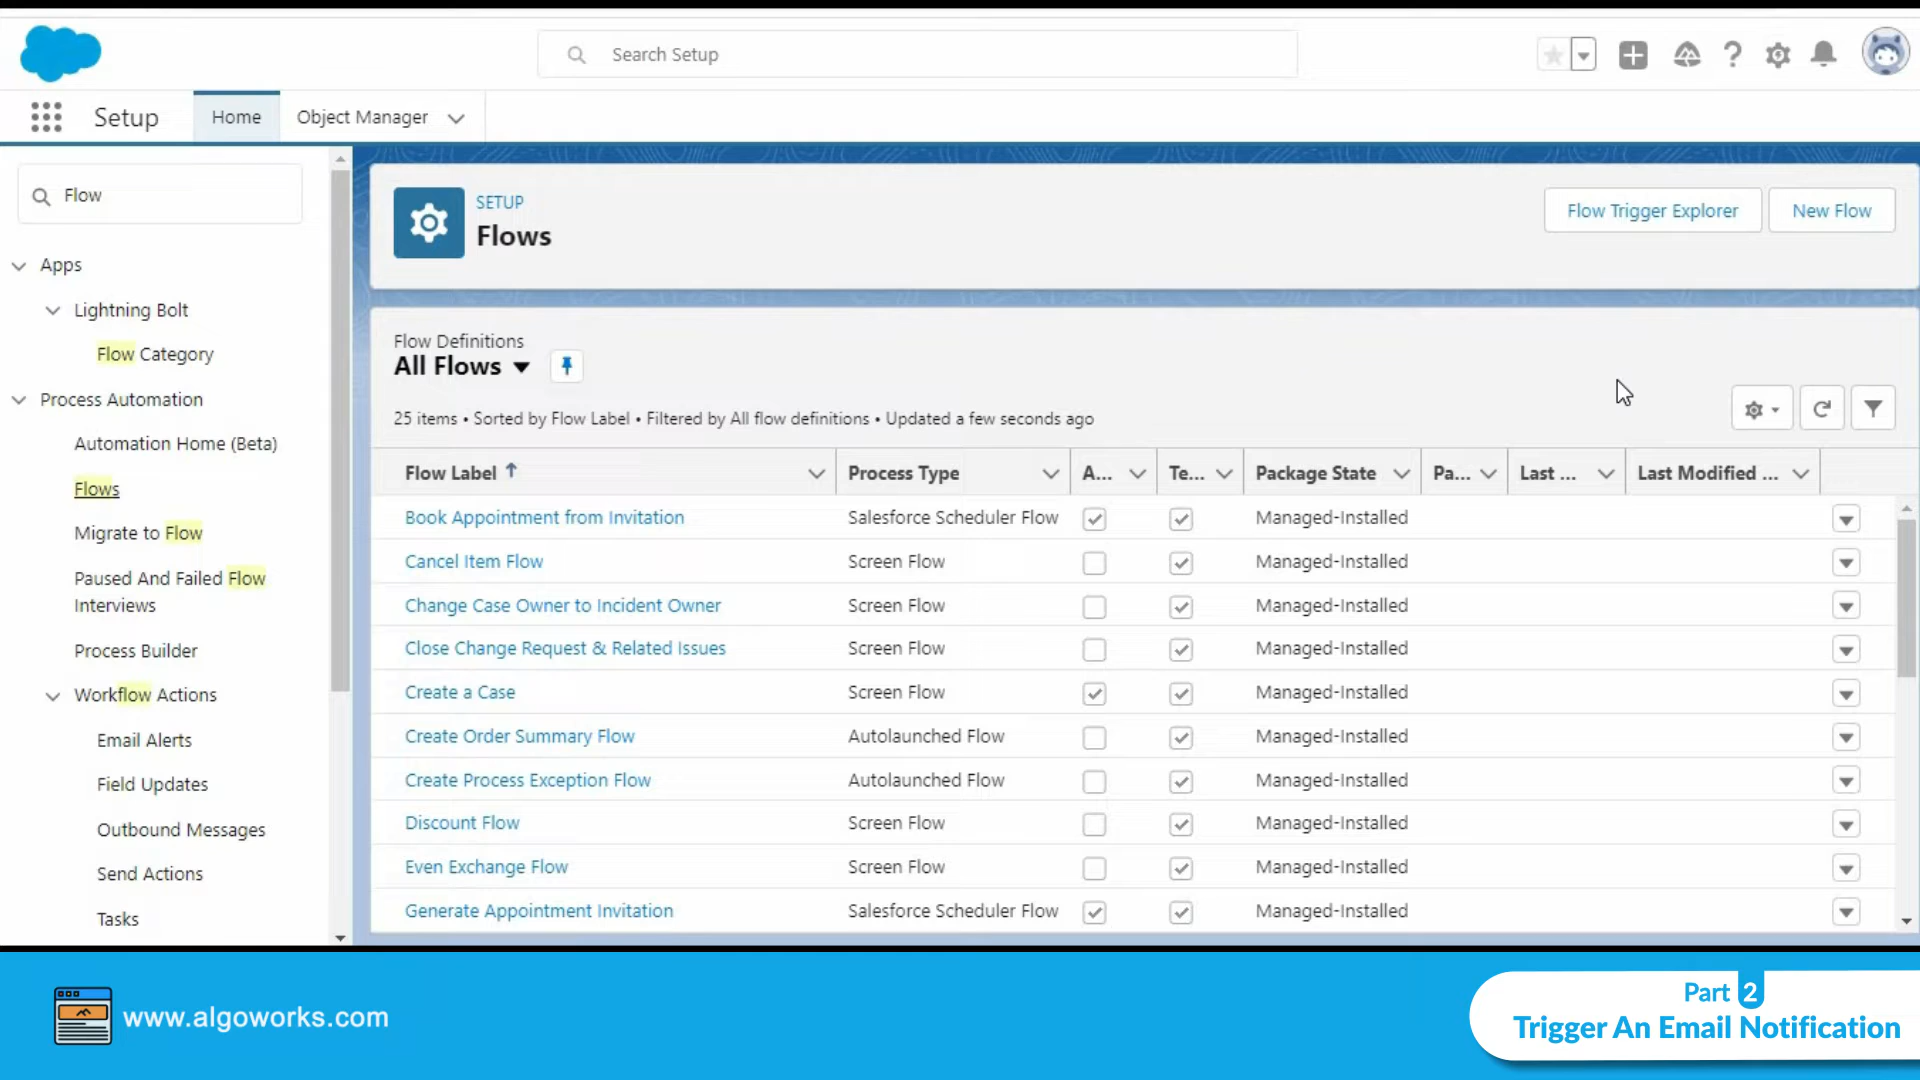 Search Setup
Setup
Home
Object Manager
Flow
Apps
Lightning Bolt
Flow Category
Process Automation
Automation Home (Beta)
Flows
Migrate to Flow
Paused And Failed Flow
Interviews
Process Builder
Workflow Actions
Email Alerts
Field Updates
Outbound Messages
Send Actions
Tasks
SETUP
Flows
Flow Trigger Explorer
New Flow
Flow Definitions
All Flows
25 items • Sorted by Flow Label • Filtered by All flow definitions • Updated a few seconds ago
Flow Label Process Type A... Te... Package State Pa... Last ... Last Modified ...
Book Appointment from Invitation Salesforce Scheduler Flow Managed-Installed
Cancel Item Flow Screen Flow Managed-Installed
Change Case Owner to Incident Owner Screen Flow Managed-Installed
Close Change Request & Related Issues Screen Flow Managed-Installed
Create a Case Screen Flow Managed-Installed
Create Order Summary Flow Autolaunched Flow Managed-Installed
Create Process Exception Flow Autolaunched Flow Managed-Installed
Discount Flow Screen Flow Managed-Installed
Even Exchange Flow Screen Flow Managed-Installed
Generate Appointment Invitation Salesforce Scheduler Flow Managed-Installed
www.algoworks.com
Part 2
Trigger An Email Notification